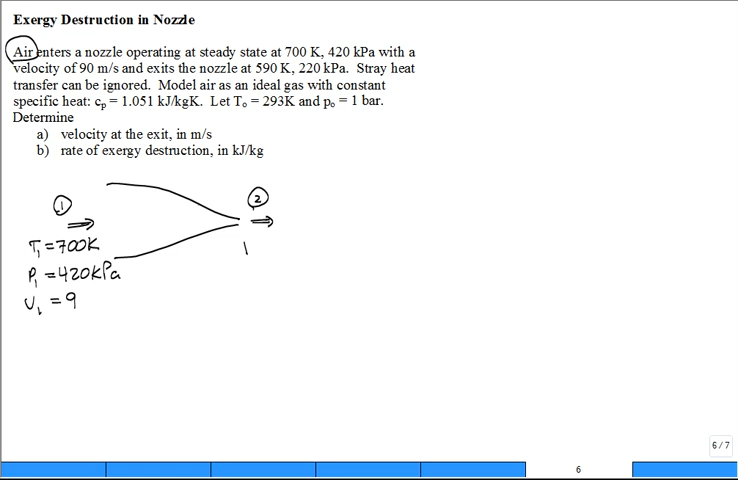 Exergy Destruction in Nozzle
Air enters a nozzle operating at steady state at 700 K, 420 kPa with a
velocity of 90 m/s and exits the nozzle at 590 K, 220 kPa. Stray heat
transfer can be ignored. Model air as an ideal gas with constant
specific heat: cp = 1.051 kJ/kgK. Let To = 293K and po = 1 bar.
Determine
a) velocity at the exit, in m/s
b) rate of exergy destruction, in kJ/kg
1
2
T1 = 700K
P1 = 420kPa
V1 = 9
6 / 7
6